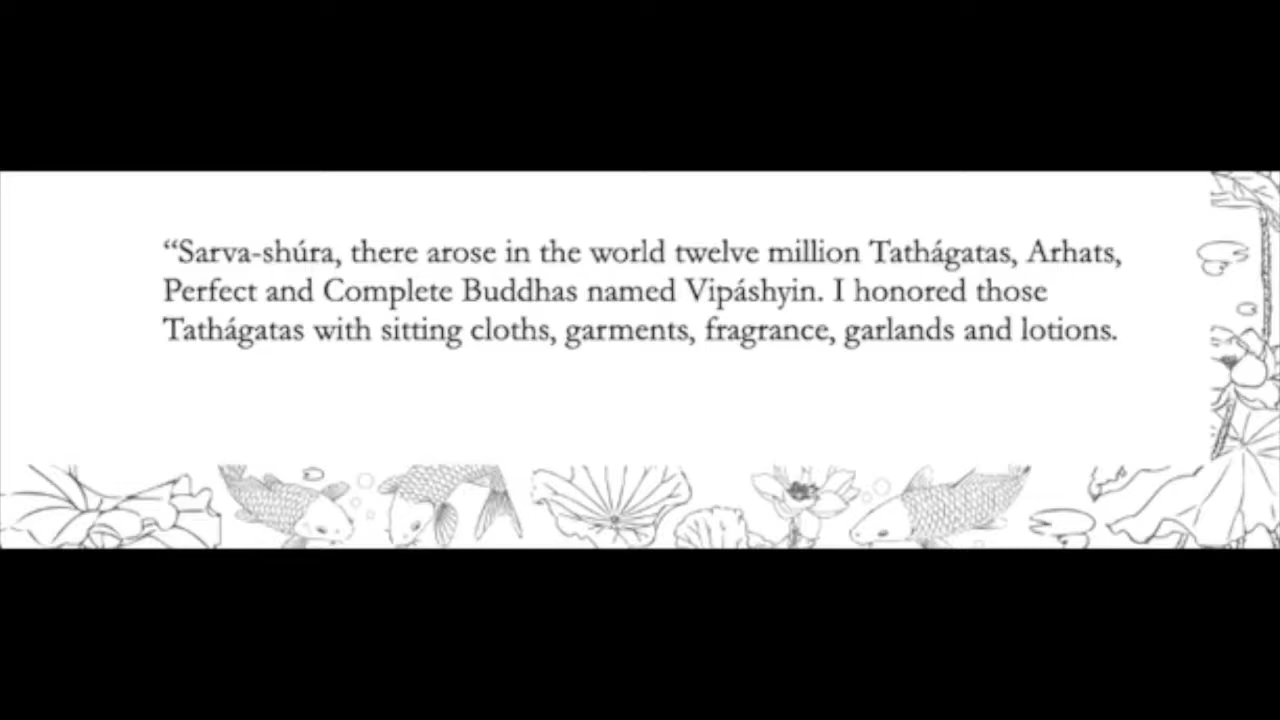 “Sarva-shúra, there arose in the world twelve million Tathágatas, Arhats,
Perfect and Complete Buddhas named Vipáshyin. I honored those
Tathágatas with sitting cloths, garments, fragrance, garlands and lotions.